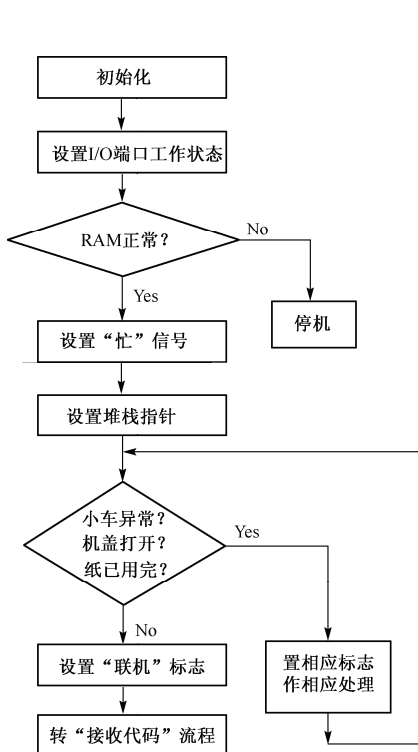 初始化
设置I/O端口工作状态
RAM正常?
No
Yes
停机
设置“忙”信号
设置堆栈指针
小车异常?
机盖打开?
纸已用完?
Yes
No
设置“联机”标志
置相应标志
作相应处理
转“接收代码”流程